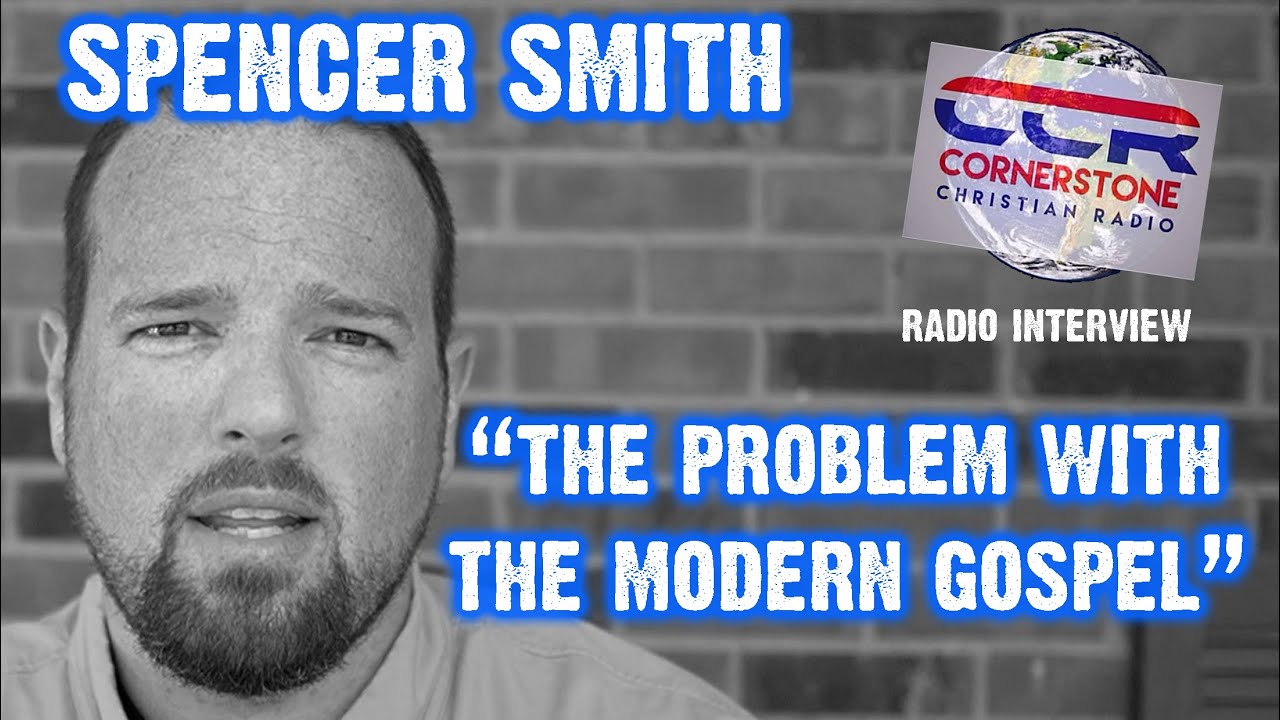 SPENCER SMITH
CCR
CORNERSTONE
CHRISTIAN RADIO
RADIO INTERVIEW
“THE PROBLEM WITH
THE MODERN GOSPEL”